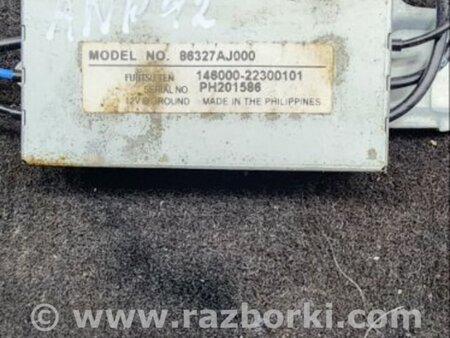 MODEL NO. 86327AJ000
FUJITSU TEN 146000-22300101
SERIAL NO PH201586
12V GROUND MADE IN THE PHILIPPINES
www.razborki.com